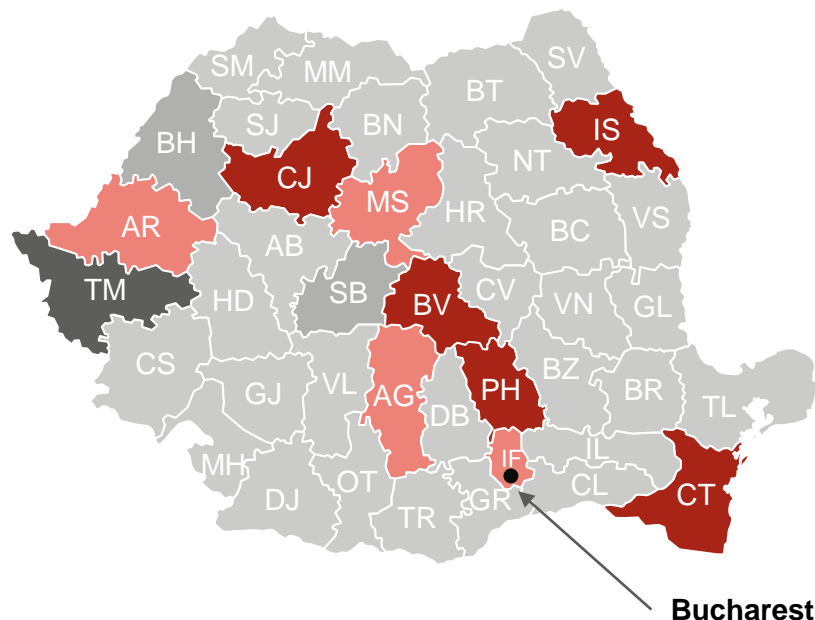 SV
SM
MM
BT
SJ
BN
IS
BH
NT
CJ
MS
HR
VS
AR
BC
AB
TM
HD
SB
BV
CV
VN
GL
CS
GJ
VL
AG
DB
PH
BZ
BR
TL
MH
IF
IL
OT
DJ
TR
GR
CL
CT
Bucharest